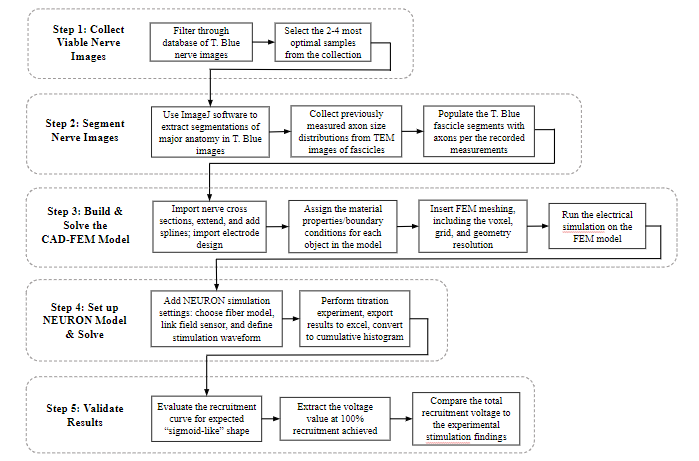 Step 1: Collect
Viable Nerve
Images
Filter through
database of T. Blue
nerve images
Select the 2-4 most
optimal samples
from the collection
Step 2: Segment
Nerve Images
Use ImageJ software to
extract segmentations of
major anatomy in T. Blue
images
Collect previously
measured axon size
distributions from TEM
images of fascicles
Populate the T. Blue
fascicle segments with
axons per the recorded
measurements
Step 3: Build &
Solve the
CAD-FEM Model
Import nerve cross
sections, extend, and add
splines; import electrode
design
Assign the material
properties/boundary
conditions for each
object in the model
Insert FEM meshing,
including the voxel,
grid, and geometry
resolution
Run the electrical
simulation on the
FEM model
Step 4: Set up
NEURON Model
& Solve
Add NEURON simulation
settings: choose fiber model,
link field sensor, and define
stimulation waveform
Perform titration
experiment, export
results to excel, convert
to cumulative histogram
Step 5: Validate
Results
Evaluate the recruitment
curve for expected
“sigmoid-like” shape
Extract the voltage
value at 100%
recruitment achieved
Compare the total
recruitment voltage to
the experimental
stimulation findings